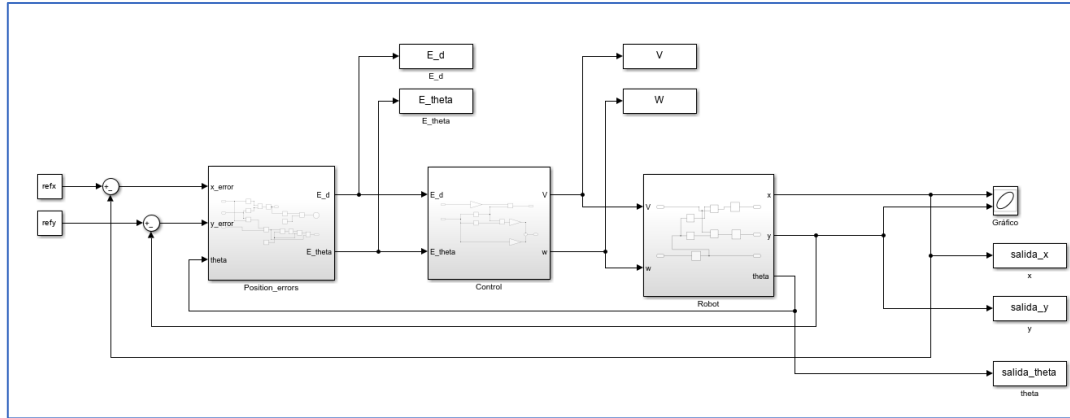 E_d
E_d
E_theta
E_theta
V
W
refx
refy
x_error
y_error
theta
E_d
E_theta
Position_errors
E_d
E_theta
V
w
Control
V
w
x
y
theta
Robot
Gráfico
salida_x
x
salida_y
y
salida_theta
theta